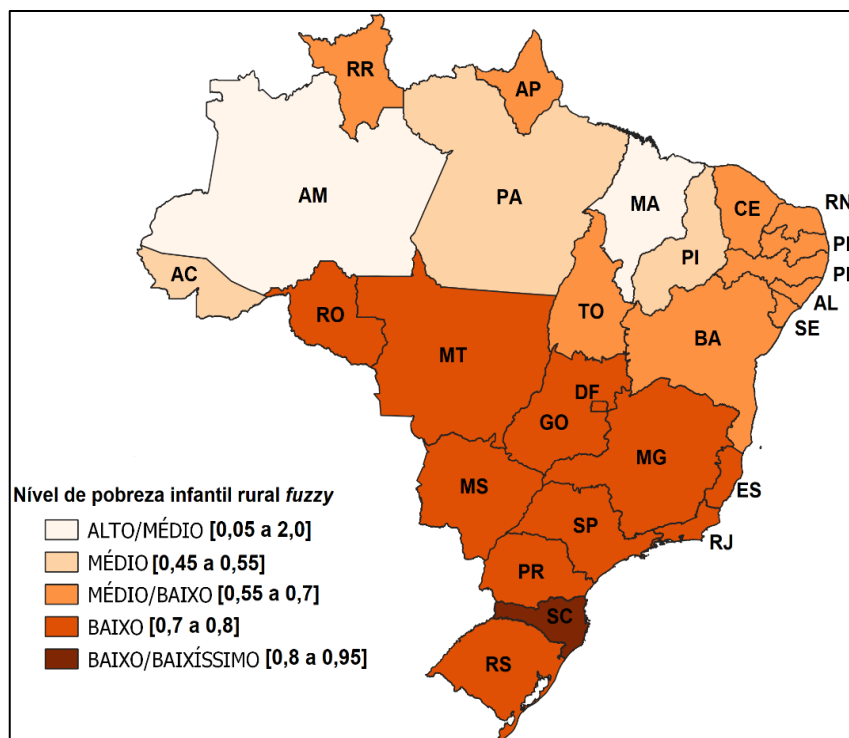 RR
AP
AM
PA
MA
CE
RN
PI
PI
PI
AC
AL
TO
SE
RO
BA
MT
DF
GO
MG
MS
ES
SP
RJ
PR
SC
RS
Nível de pobreza infantil rural fuzzy
ALTO/MÉDIO [0,05 a 2,0]
MÉDIO [0,45 a 0,55]
MÉDIO/BAIXO [0,55 a 0,7]
BAIXO [0,7 a 0,8]
BAIXO/BAIXÍSSIMO [0,8 a 0,95]